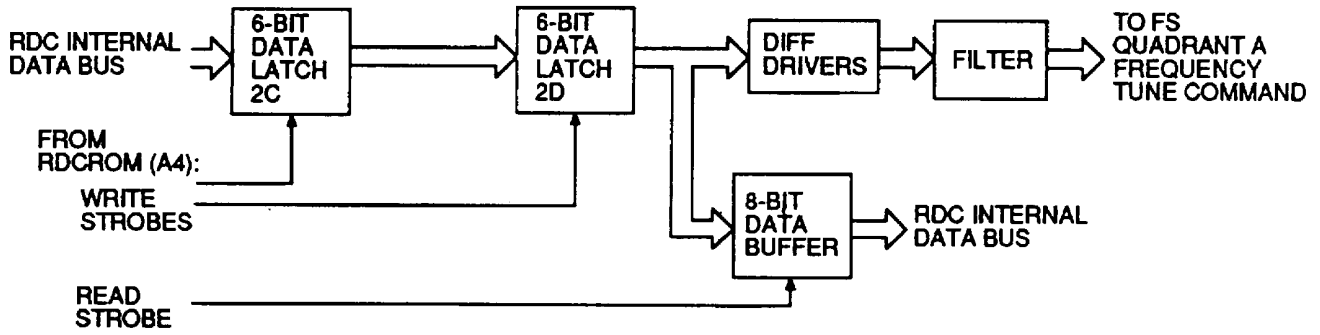 RDC INTERNAL
DATA BUS
6-BIT
DATA
LATCH
2C
6-BIT
DATA
LATCH
2D
DIFF
DRIVERS
FILTER
TO FS
QUADRANT A
FREQUENCY
TUNE COMMAND
FROM
RDCROM (A4):
WRITE
STROBES
8-BIT
DATA
BUFFER
RDC INTERNAL
DATA BUS
READ
STROBE